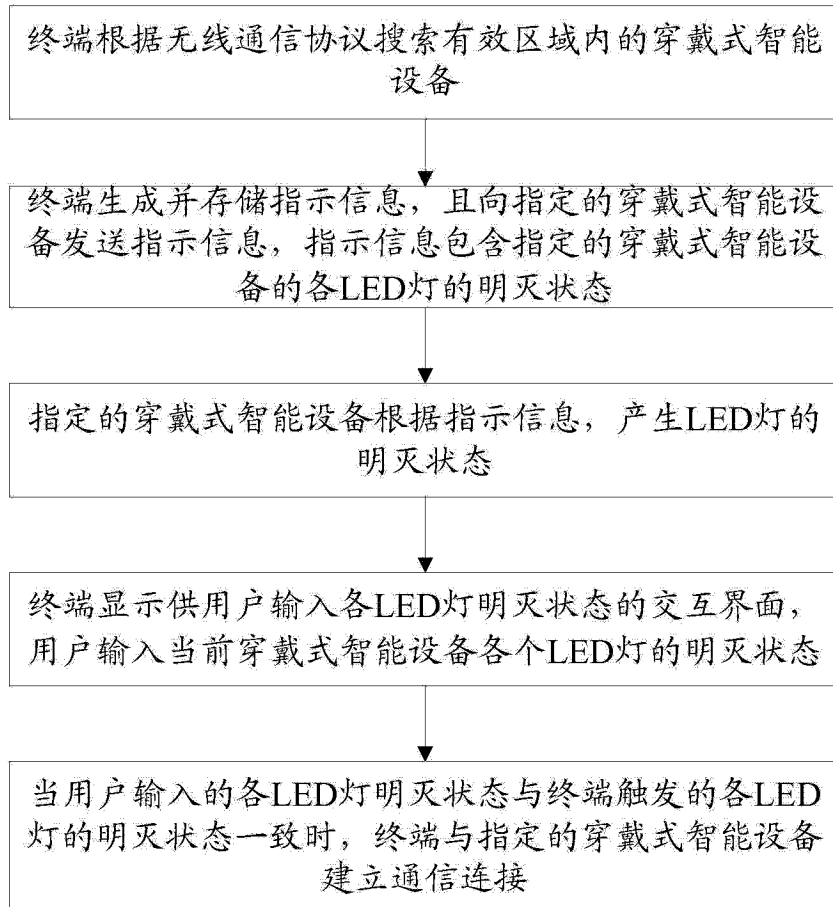 终端根据无线通信协议搜索有效区域内的穿戴式智能
设备
终端生成并存储指示信息，且向指定的穿戴式智能设
备发送指示信息，指示信息包含指定的穿戴式智能设
备的各LED灯的明灭状态
指定的穿戴式智能设备根据指示信息，产生LED灯的
明灭状态
终端显示供用户输入各LED灯明灭状态的交互界面，
用户输入当前穿戴式智能设备各个LED灯的明灭状态
当用户输入的各LED灯明灭状态与终端触发的各LED
灯的明灭状态一致时，终端与指定的穿戴式智能设备
建立通信连接